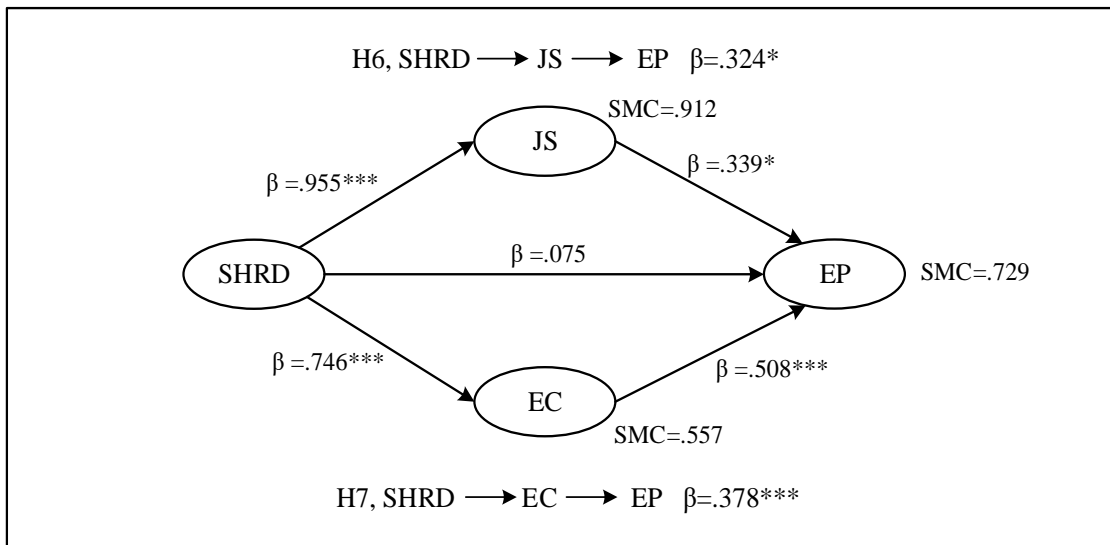 H6, SHRD JS EP β=.324*
SMC=.912
JS
β =.339*
β =.955***
β =.075
SHRD
EP
SMC=.729
β =.746***
β =.508***
EC
SMC=.557
H7, SHRD EC EP β=.378***